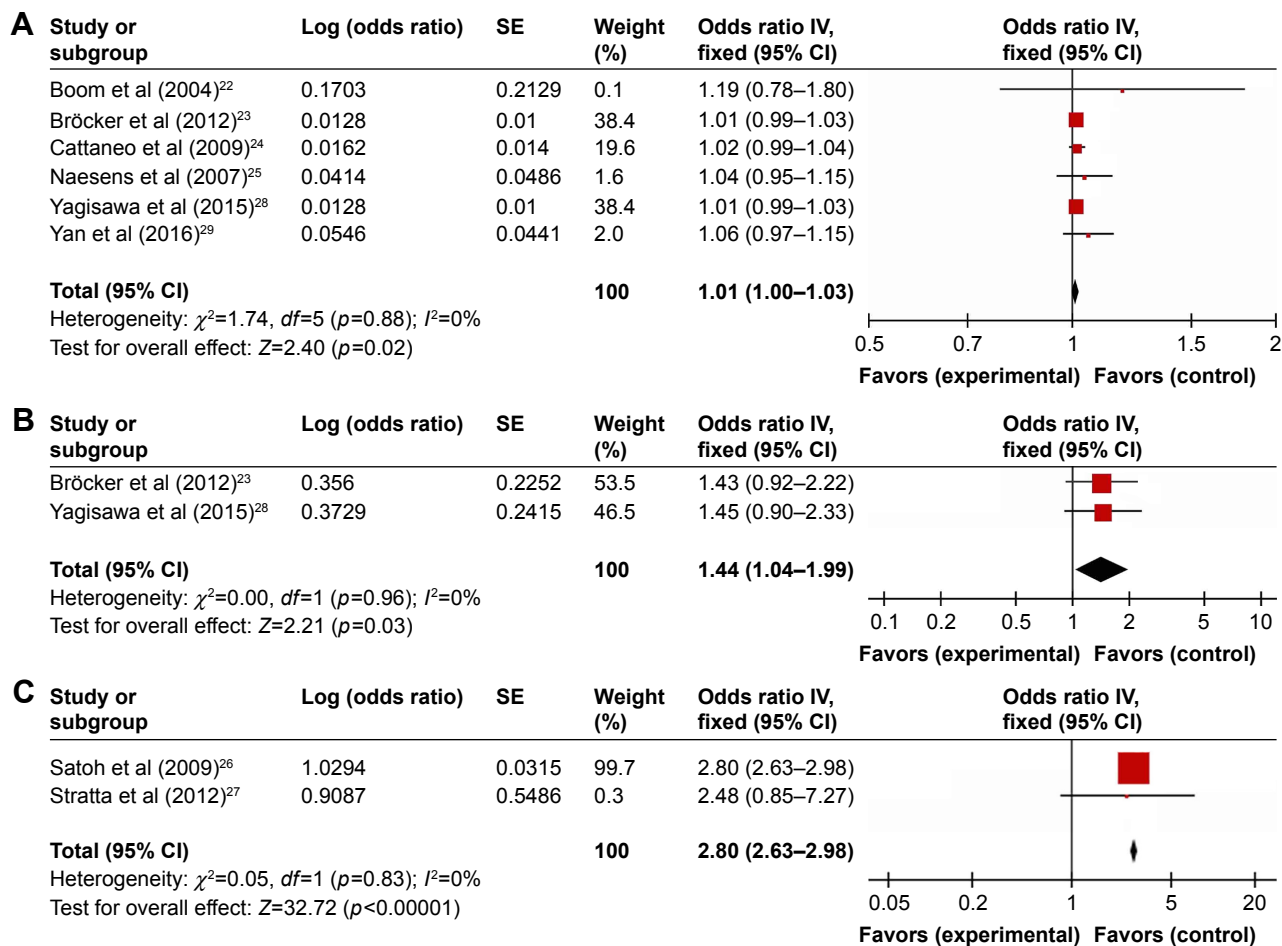 A Study or subgroup Log (odds ratio) SE Weight (%) Odds ratio IV, fixed (95% CI) Odds ratio IV, fixed (95% CI)
Boom et al (2004)²² 0.1703 0.2129 0.1 1.19 (0.78–1.80)
Bröcker et al (2012)²³ 0.0128 0.01 38.4 1.01 (0.99–1.03)
Cattaneo et al (2009)²⁴ 0.0162 0.014 19.6 1.02 (0.99–1.04)
Naesens et al (2007)²⁵ 0.0414 0.0486 1.6 1.04 (0.95–1.15)
Yagisawa et al (2015)²⁸ 0.0128 0.01 38.4 1.01 (0.99–1.03)
Yan et al (2016)²⁹ 0.0546 0.0441 2.0 1.06 (0.97–1.15)
Total (95% CI) 100 1.01 (1.00–1.03)
Heterogeneity: χ²=1.74, df=5 (p=0.88); I²=0%
Test for overall effect: Z=2.40 (p=0.02)
0.5 0.7 1 1.5 2
Favors (experimental) Favors (control)
B Study or subgroup Log (odds ratio) SE Weight (%) Odds ratio IV, fixed (95% CI) Odds ratio IV, fixed (95% CI)
Bröcker et al (2012)²³ 0.356 0.2252 53.5 1.43 (0.92–2.22)
Yagisawa et al (2015)²⁸ 0.3729 0.2415 46.5 1.45 (0.90–2.33)
Total (95% CI) 100 1.44 (1.04–1.99)
Heterogeneity: χ²=0.00, df=1 (p=0.96); I²=0%
Test for overall effect: Z=2.21 (p=0.03)
0.1 0.2 0.5 1 2 5 10
Favors (experimental) Favors (control)
C Study or subgroup Log (odds ratio) SE Weight (%) Odds ratio IV, fixed (95% CI) Odds ratio IV, fixed (95% CI)
Satoh et al (2009)²⁶ 1.0294 0.0315 99.7 2.80 (2.63–2.98)
Stratta et al (2012)²⁷ 0.9087 0.5486 0.3 2.48 (0.85–7.27)
Total (95% CI) 100 2.80 (2.63–2.98)
Heterogeneity: χ²=0.05, df=1 (p=0.83); I²=0%
Test for overall effect: Z=32.72 (p<0.00001)
0.05 0.2 1 5 20
Favors (experimental) Favors (control)